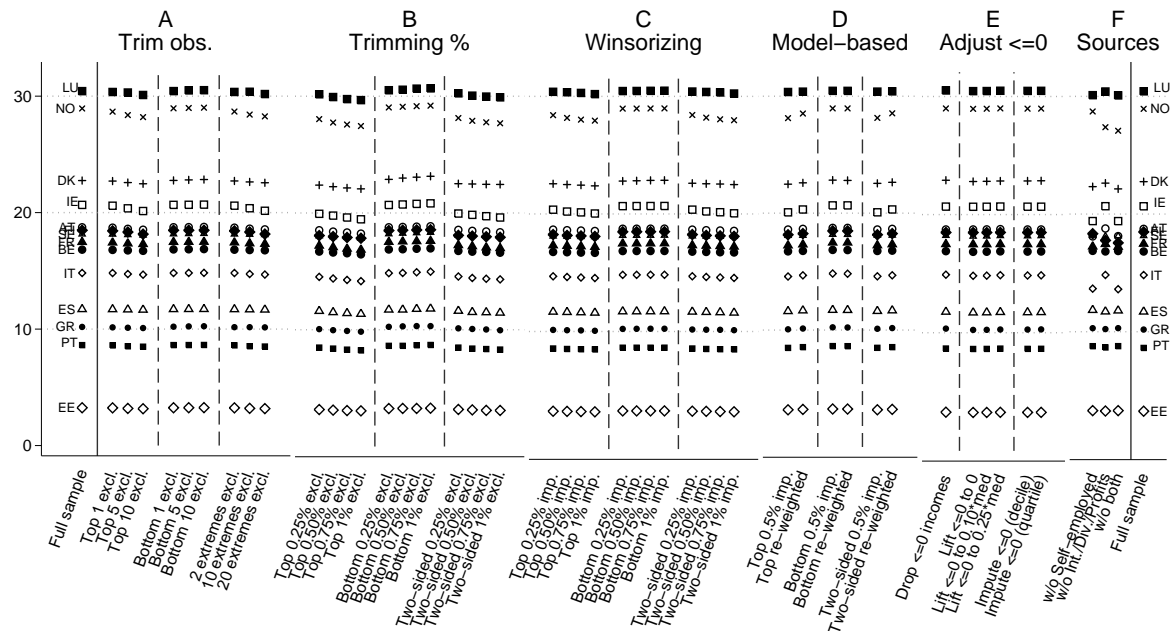 A
B
C
D
E
F
Trim obs.
Trimming %
Winsorizing
Model−based
Adjust <=0
Sources
30
20
10
0
LU
NO
DK
IE
AT
BE
IT
ES
GR
PT
EE
LU
NO
DK
IE
AT
BE
IT
ES
GR
PT
EE
Full sample
Top 1 excl.
Top 5 excl.
Top 10 excl.
Bottom 1 excl.
Bottom 5 excl.
Bottom 10 excl.
2 extremes excl.
10 extremes excl.
20 extremes excl.
Top 0.25% excl.
Top 0.50% excl.
Top 0.75% excl.
Top 1% excl.
Bottom 0.25% excl.
Bottom 0.50% excl.
Bottom 0.75% excl.
Bottom 1% excl.
Two−sided 0.25% excl.
Two−sided 0.50% excl.
Two−sided 0.75% excl.
Two−sided 1% excl.
Top 0.25% imp.
Top 0.50% imp.
Top 0.75% imp.
Top 1% imp.
Bottom 0.25% imp.
Bottom 0.50% imp.
Bottom 0.75% imp.
Bottom 1% imp.
Two−sided 0.25% imp.
Two−sided 0.50% imp.
Two−sided 0.75% imp.
Two−sided 1% imp.
Top 0.5% imp.
Top re−weighted
Bottom 0.5% imp.
Bottom re−weighted
Two−sided 0.5% imp.
Two−sided re−weighted
Drop <=0 incomes
Lift <=0 to 0
Lift <=0 to 0.10*med
Lift <=0 to 0.25*med
Impute <=0 (decile)
Impute <=0 (quartile)
w/o Self−employed
w/o Int./Div./Profits
w/o both
Full sample